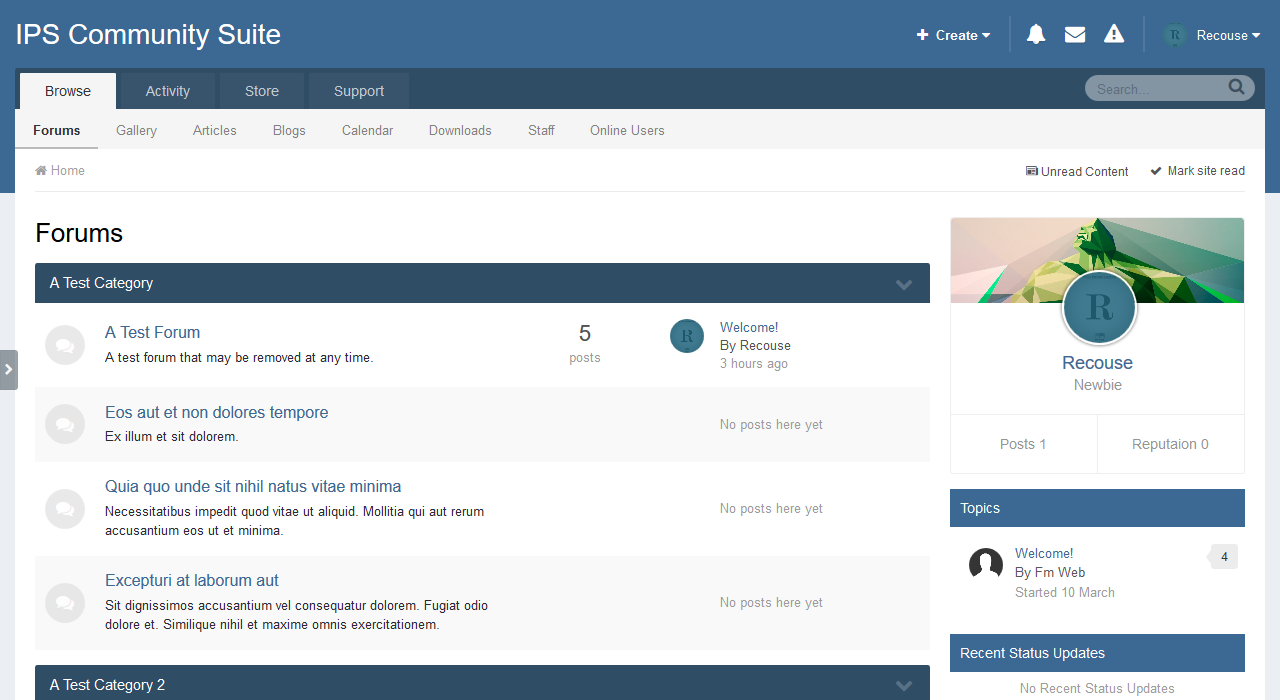 IPS Community Suite
Create
Recouse
Browse
Activity
Store
Support
Search...
Forums
Gallery
Articles
Blogs
Calendar
Downloads
Staff
Online Users
Home
Unread Content
Mark site read
Forums
A Test Category
A Test Forum
A test forum that may be removed at any time.
5
posts
R
Welcome!
By Recouse
3 hours ago
Eos aut et non dolores tempore
Ex illum et sit dolorem.
No posts here yet
Quia quo unde sit nihil natus vitae minima
Necessitatibus impedit quod vitae ut aliquid. Mollitia qui aut rerum
accusantium eos ut et minima.
No posts here yet
Excepturi at laborum aut
Sit dignissimos accusantium vel consequatur dolorem. Fugiat odio
dolore et. Similique nihil et maxime omnis exercitationem.
No posts here yet
A Test Category 2
R
Recouse
Newbie
Posts 1
Reputaion 0
Topics
Welcome!
By Fm Web
Started 10 March
4
Recent Status Updates
No Recent Status Updates